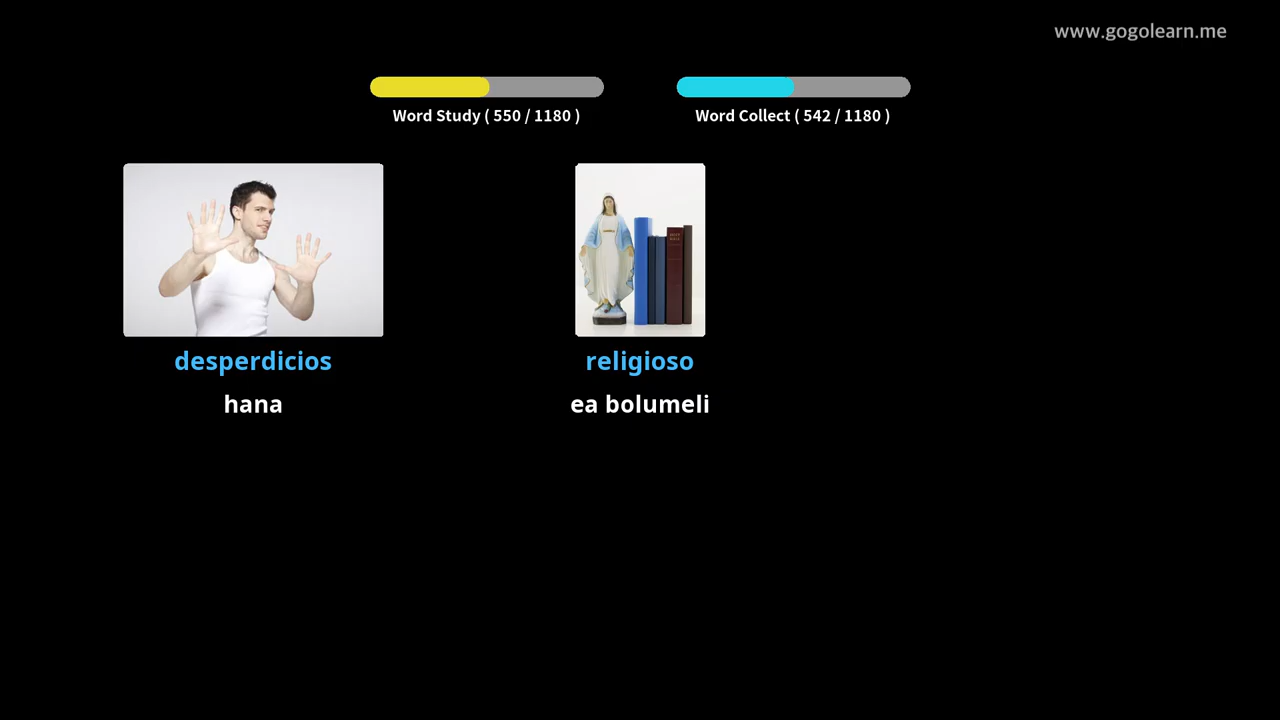 www.gogolearn.me
Word Study ( 550 / 1180 )
Word Collect ( 542 / 1180 )
desperdicios
hana
religioso
ea bolumeli